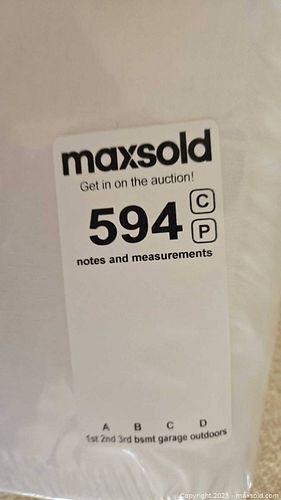 maxsold
Get in on the auction!
594 C
P
notes and measurements
A B C D
1st 2nd 3rd bsmt garage outdoors
Copyright 2025 - maxsold.com